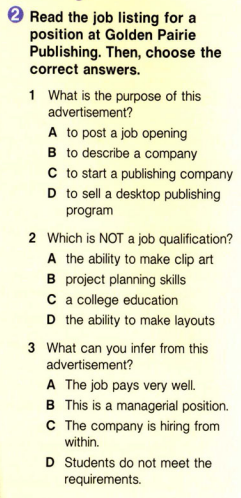 2 Read the job listing for a
position at Golden Pairie
Publishing. Then, choose the
correct answers.
1 What is the purpose of this
advertisement?
A to post a job opening
B to describe a company
C to start a publishing company
D to sell a desktop publishing
program
2 Which is NOT a job qualification?
A the ability to make clip art
B project planning skills
C a college education
D the ability to make layouts
3 What can you infer from this
advertisement?
A The job pays very well.
B This is a managerial position.
C The company is hiring from
within.
D Students do not meet the
requirements.